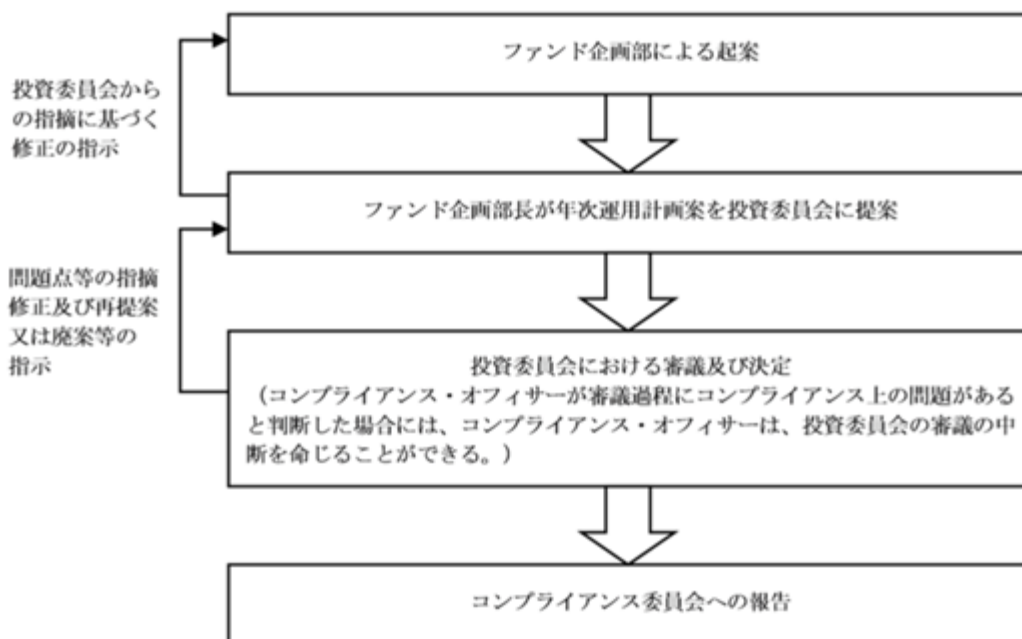 ファンド企画部による起案
投資委員会から
の指摘に基づく
修正の指示
ファンド企画部長が年次運用計画案を投資委員会に提案
問題点等の指摘
修正及び再提案
又は廃案等の
指示
投資委員会における審議及び決定
（コンプライアンス・オフィサーが審議過程にコンプライアンス上の問題がある
と判断した場合には、コンプライアンス・オフィサーは、投資委員会の審議の中
断を命じることができる。）
コンプライアンス委員会への報告